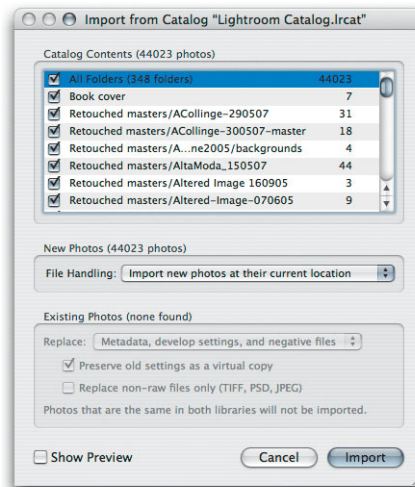 Import from Catalog "Lightroom Catalog.lrcat"
Catalog Contents (44023 photos)
All Folders (348 folders) 44023
Book cover 7
Retouched masters/ACollinge-290507 31
Retouched masters/ACollinge-300507-master 18
Retouched masters/A...ne2005/backgrounds 4
Retouched masters/AltaModa_150507 44
Retouched masters/Altered Image 160905 3
Retouched masters/Altered-Image-070605 9
New Photos (44023 photos)
File Handling: Import new photos at their current location
Existing Photos (none found)
Replace: Metadata, develop settings, and negative files
Preserve old settings as a virtual copy
Replace non-raw files only (TIFF, PSD, JPEG)
Photos that are the same in both libraries will not be imported.
Show Preview Cancel Import